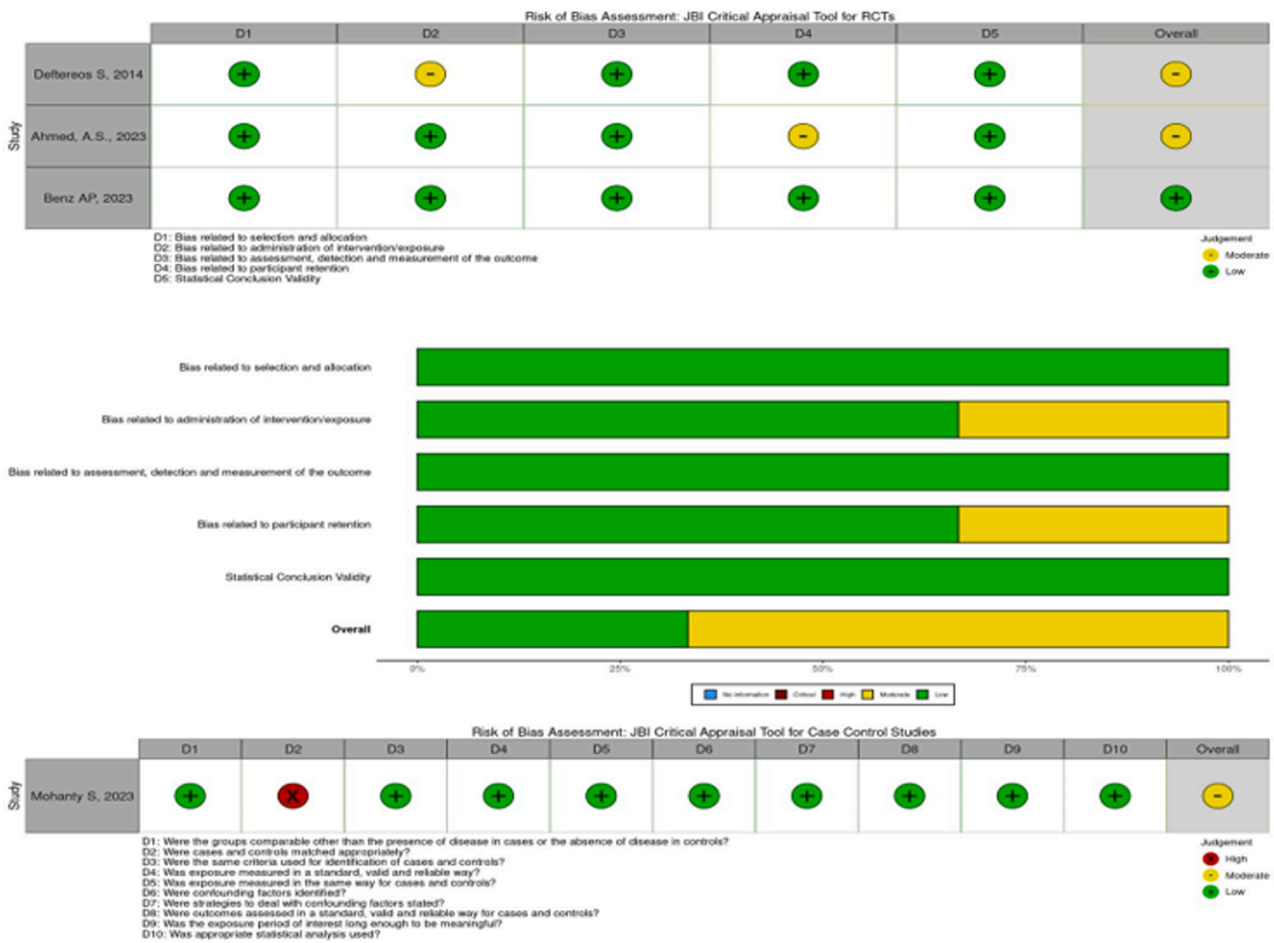 Risk of Bias Assessment: JBI Critical Appraisal Tool for RCTs
D1 D2 D3 D4 D5 Overall
Study
Deftereos S, 2014 + - + + + -
Ahmed, A.S., 2023 + + + - + -
Benz AP, 2023 + + + + + +
D1: Bias related to selection and allocation
D2: Bias related to administration of intervention/exposure
D3: Bias related to assessment, detection and measurement of the outcome
D4: Bias related to participant retention
D5: Statistical Conclusion Validity
Judgement
- Moderate
+ Low
Bias related to selection and allocation
Bias related to administration of intervention/exposure
Bias related to assessment, detection and measurement of the outcome
Bias related to participant retention
Statistical Conclusion Validity
Overall
0% 25% 50% 75% 100%
No information Critical High Moderate Low
Risk of Bias Assessment: JBI Critical Appraisal Tool for Case Control Studies
D1 D2 D3 D4 D5 D6 D7 D8 D9 D10 Overall
Study
Mohanty S, 2023 + X + + + + + + + + -
D1: Were the groups comparable other than the presence of disease in cases or the absence of disease in controls?
D2: Were cases and controls matched appropriately?
D3: Were the same criteria used for identification of cases and controls?
D4: Was exposure measured in a standard, valid and reliable way?
D5: Was exposure measured in the same way for cases and controls?
D6: Were confounding factors identified?
D7: Were strategies to deal with confounding factors stated?
D8: Were outcomes assessed in a standard, valid and reliable way for cases and controls?
D9: Was the exposure period of interest long enough to be meaningful?
D10: Was appropriate statistical analysis used?
Judgement
X High
- Moderate
+ Low